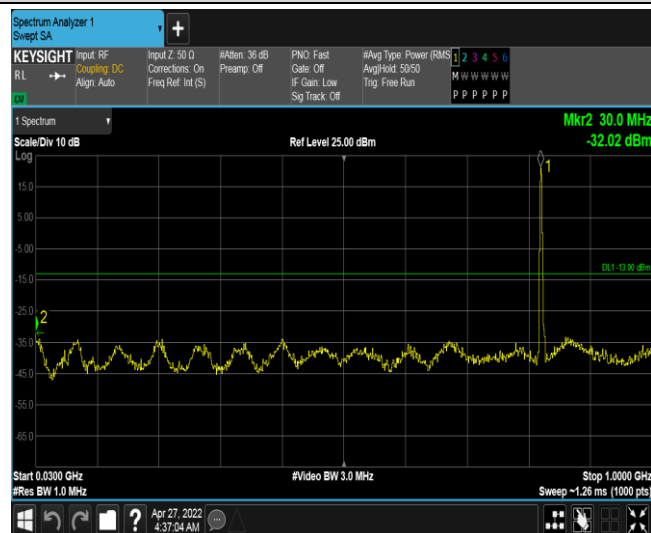 Spectrum Analyzer 1
Swept SA
+
KEYSIGHT Input: RF Input Z: 50 Ω #Atten: 36 dB PNO: Fast #Avg Type: Power (RMS 1 2 3 4 5 6
RL Coupling: DC Corrections: On Preamp: Off Gate: Off Avg|Hold: 50/50 M W W W W W
Align: Auto Freq Ref: Int (S) IF Gain: Low Trig: Free Run
Sig Track: Off P P P P P P
1 Spectrum Mkr2 30.0 MHz
Scale/Div 10 dB Ref Level 25.00 dBm -32.02 dBm
Log
1
15.0
5.00
-5.00
DL1 -13.00 dBm
-15.0
-25.0
2
-35.0
-45.0
-55.0
-65.0
Start 0.0300 GHz #Video BW 3.0 MHz Stop 1.0000 GHz
#Res BW 1.0 MHz Sweep ~1.26 ms (1000 pts)
? Apr 27, 2022
4:37:04 AM